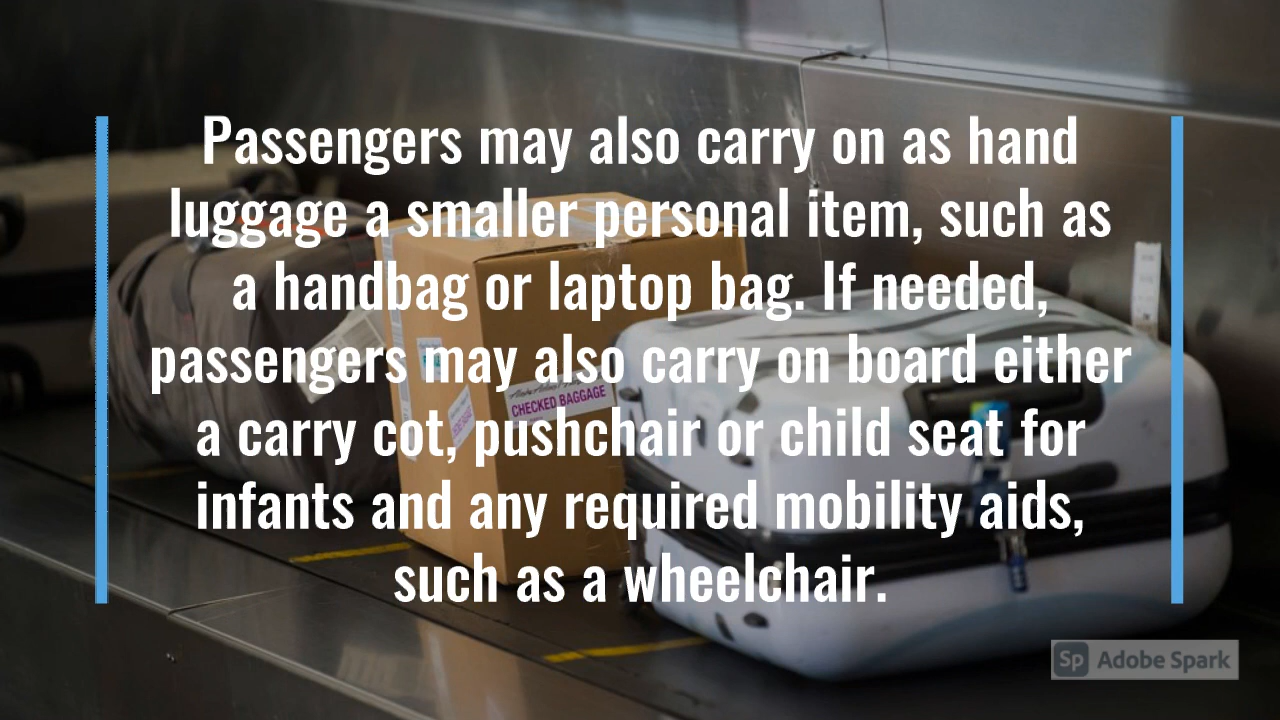 Passengers may also carry on as hand
luggage a smaller personal item, such as
a handbag or laptop bag. If needed,
passengers may also carry on board either
a carry cot, pushchair or child seat for
infants and any required mobility aids,
such as a wheelchair.
CHECKED BAGGAGE
Sp Adobe Spark